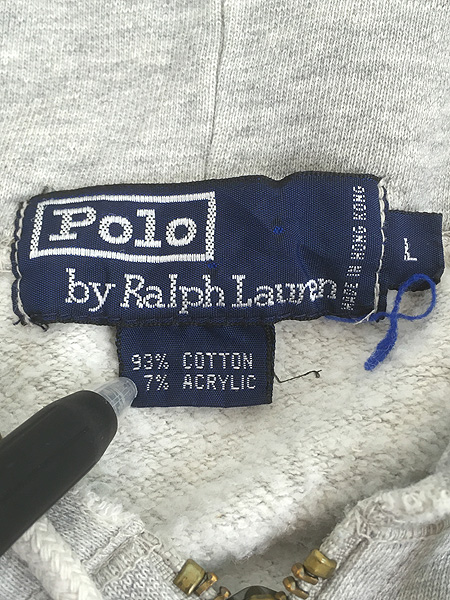 Polo
by Ralph Lauren
MADE IN HONG KONG
L
93% COTTON
7% ACRYLIC